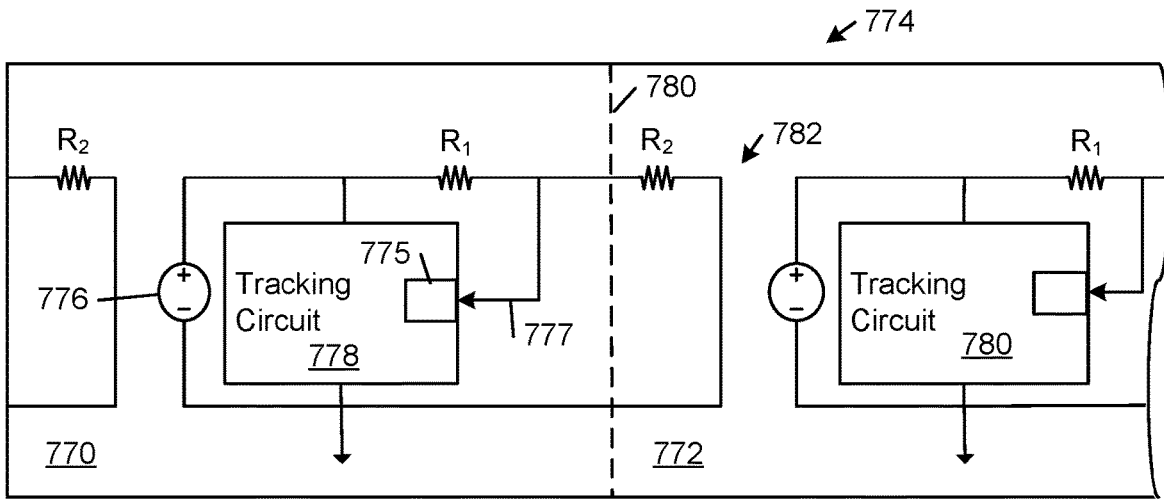 774
780
782
R₂
R₁
R₂
R₁
775
+
−
776
Tracking
Circuit
778
777
+
−
Tracking
Circuit
780
770
772